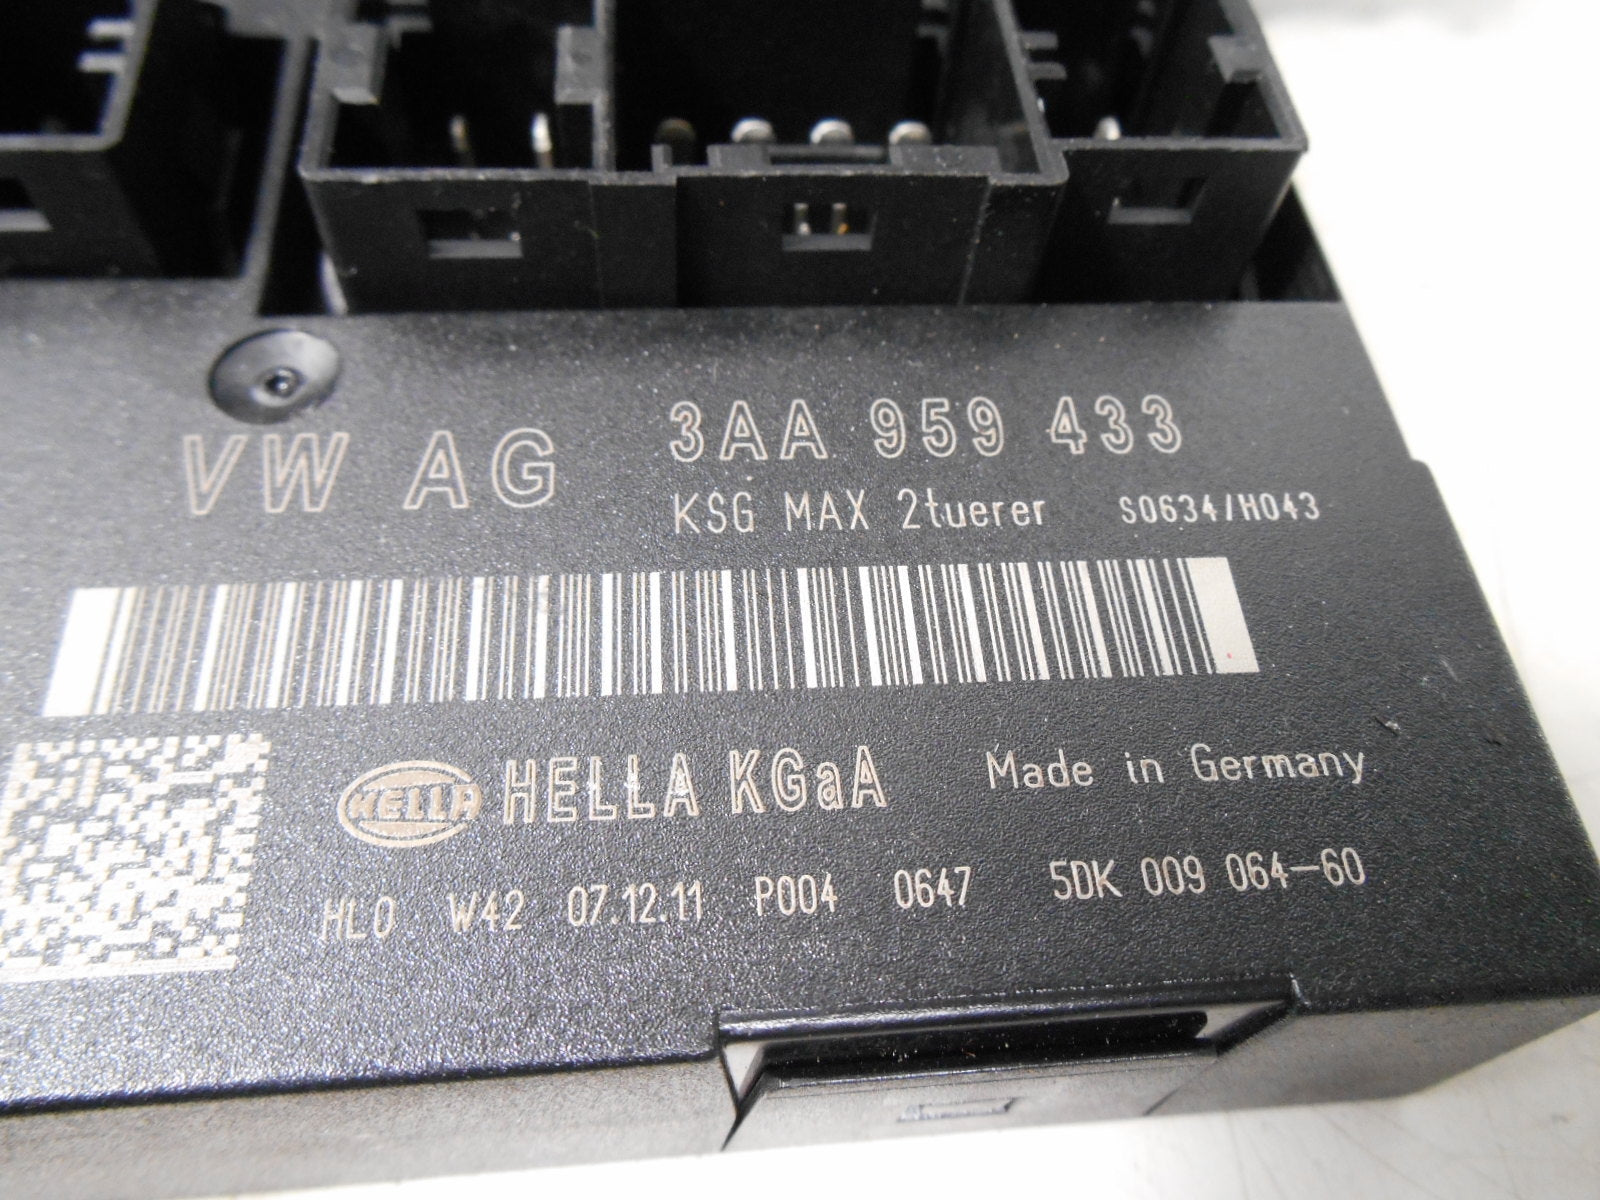 VW AG 3AA 959 433
KSG MAX 2tuerer S0634/H043
HELLA HELLA KGaA Made in Germany
HLO W42 07.12.11 P004 0647 5DK 009 064-60